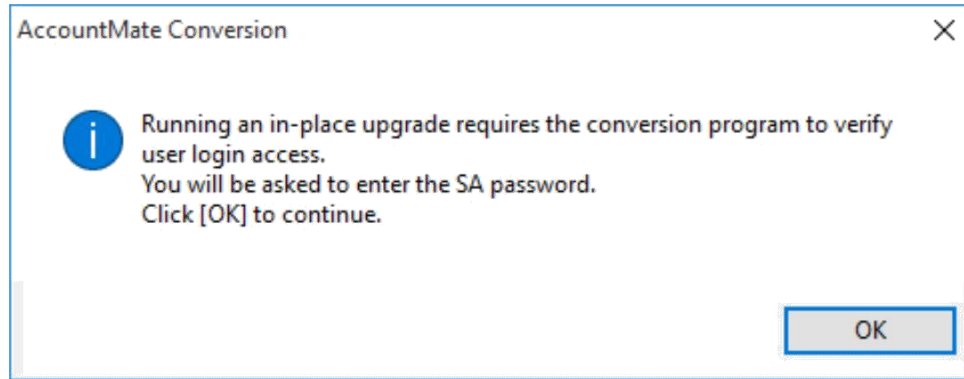 AccountMate Conversion
Running an in-place upgrade requires the conversion program to verify
user login access.
You will be asked to enter the SA password.
Click [OK] to continue.
OK